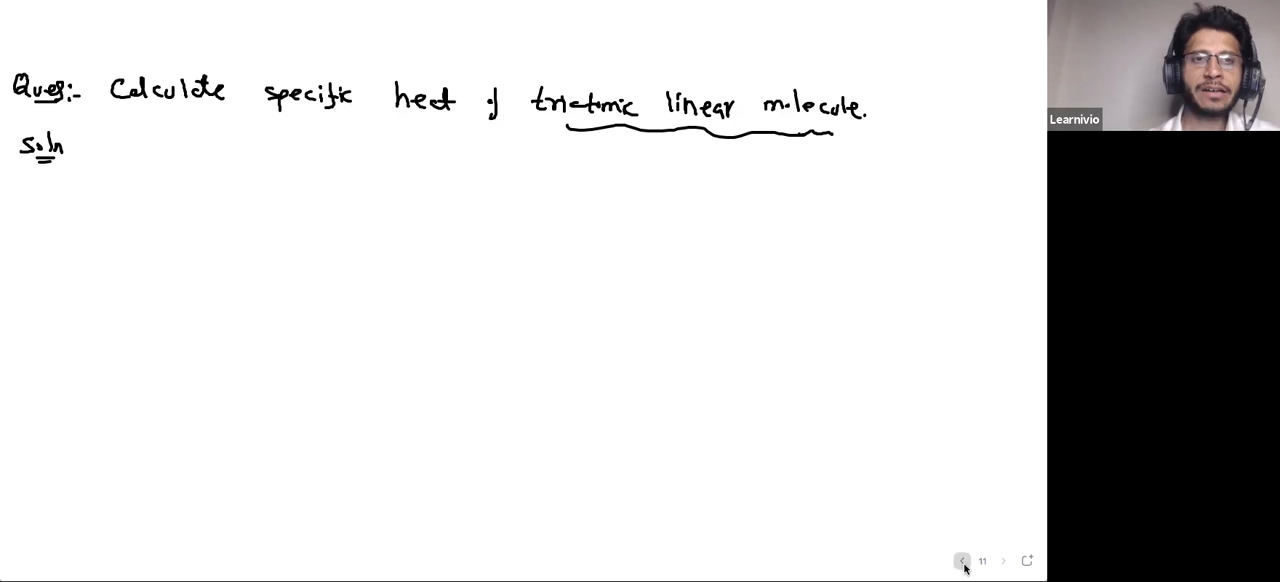 Ques:- Calculate specific heat of triatomic linear molecule.
Soln
Learnivio
11